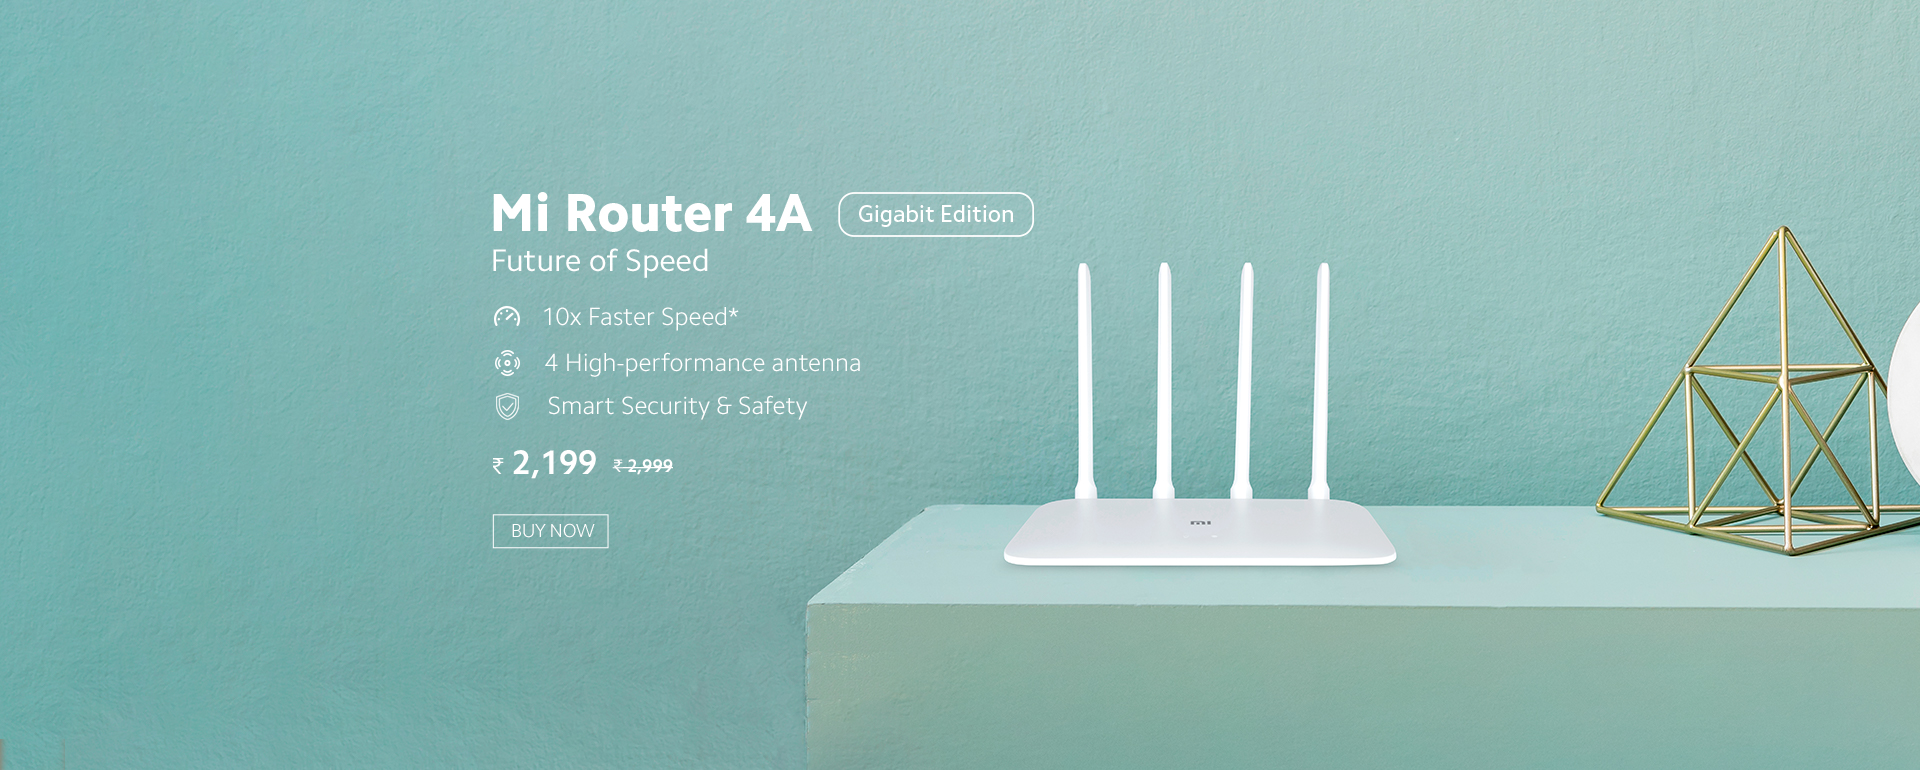 Mi Router 4A Gigabit Edition
Future of Speed
10x Faster Speed*
4 High-performance antenna
Smart Security & Safety
₹ 2,199 ₹ 2,999
BUY NOW
mi